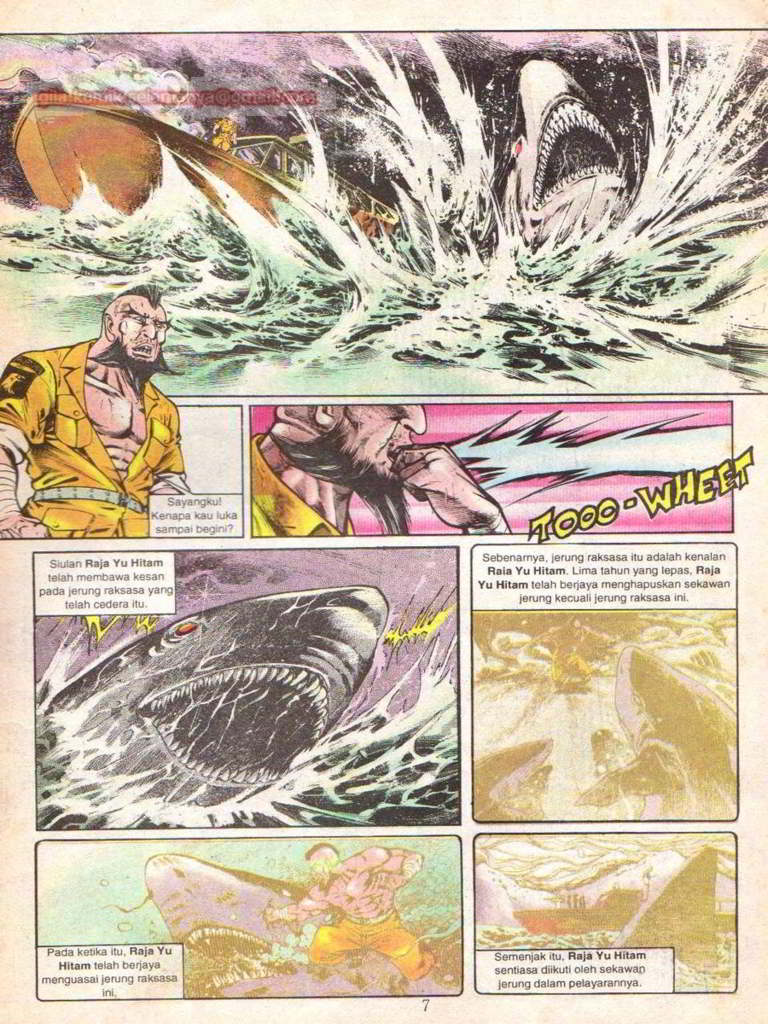 Sayangku!
Kenapa kau luka
sampai begini?
TOOO-WHEET
Siulan Raja Yu Hitam
telah membawa kesan
pada jerung raksasa yang
telah cedera itu.
Sebenarnya, jerung raksasa itu adalah kenalan
Raja Yu Hitam. Lima tahun yang lepas, Raja
Yu Hitam telah berjaya menghapuskan sekawan
jerung kecuali jerung raksasa ini.
Pada ketika itu, Raja Yu
Hitam telah berjaya
menguasai jerung raksasa
ini.
Semenjak itu, Raja Yu Hitam
sentiasa diikuti oleh sekawan
jerung dalam pelayarannya.
7